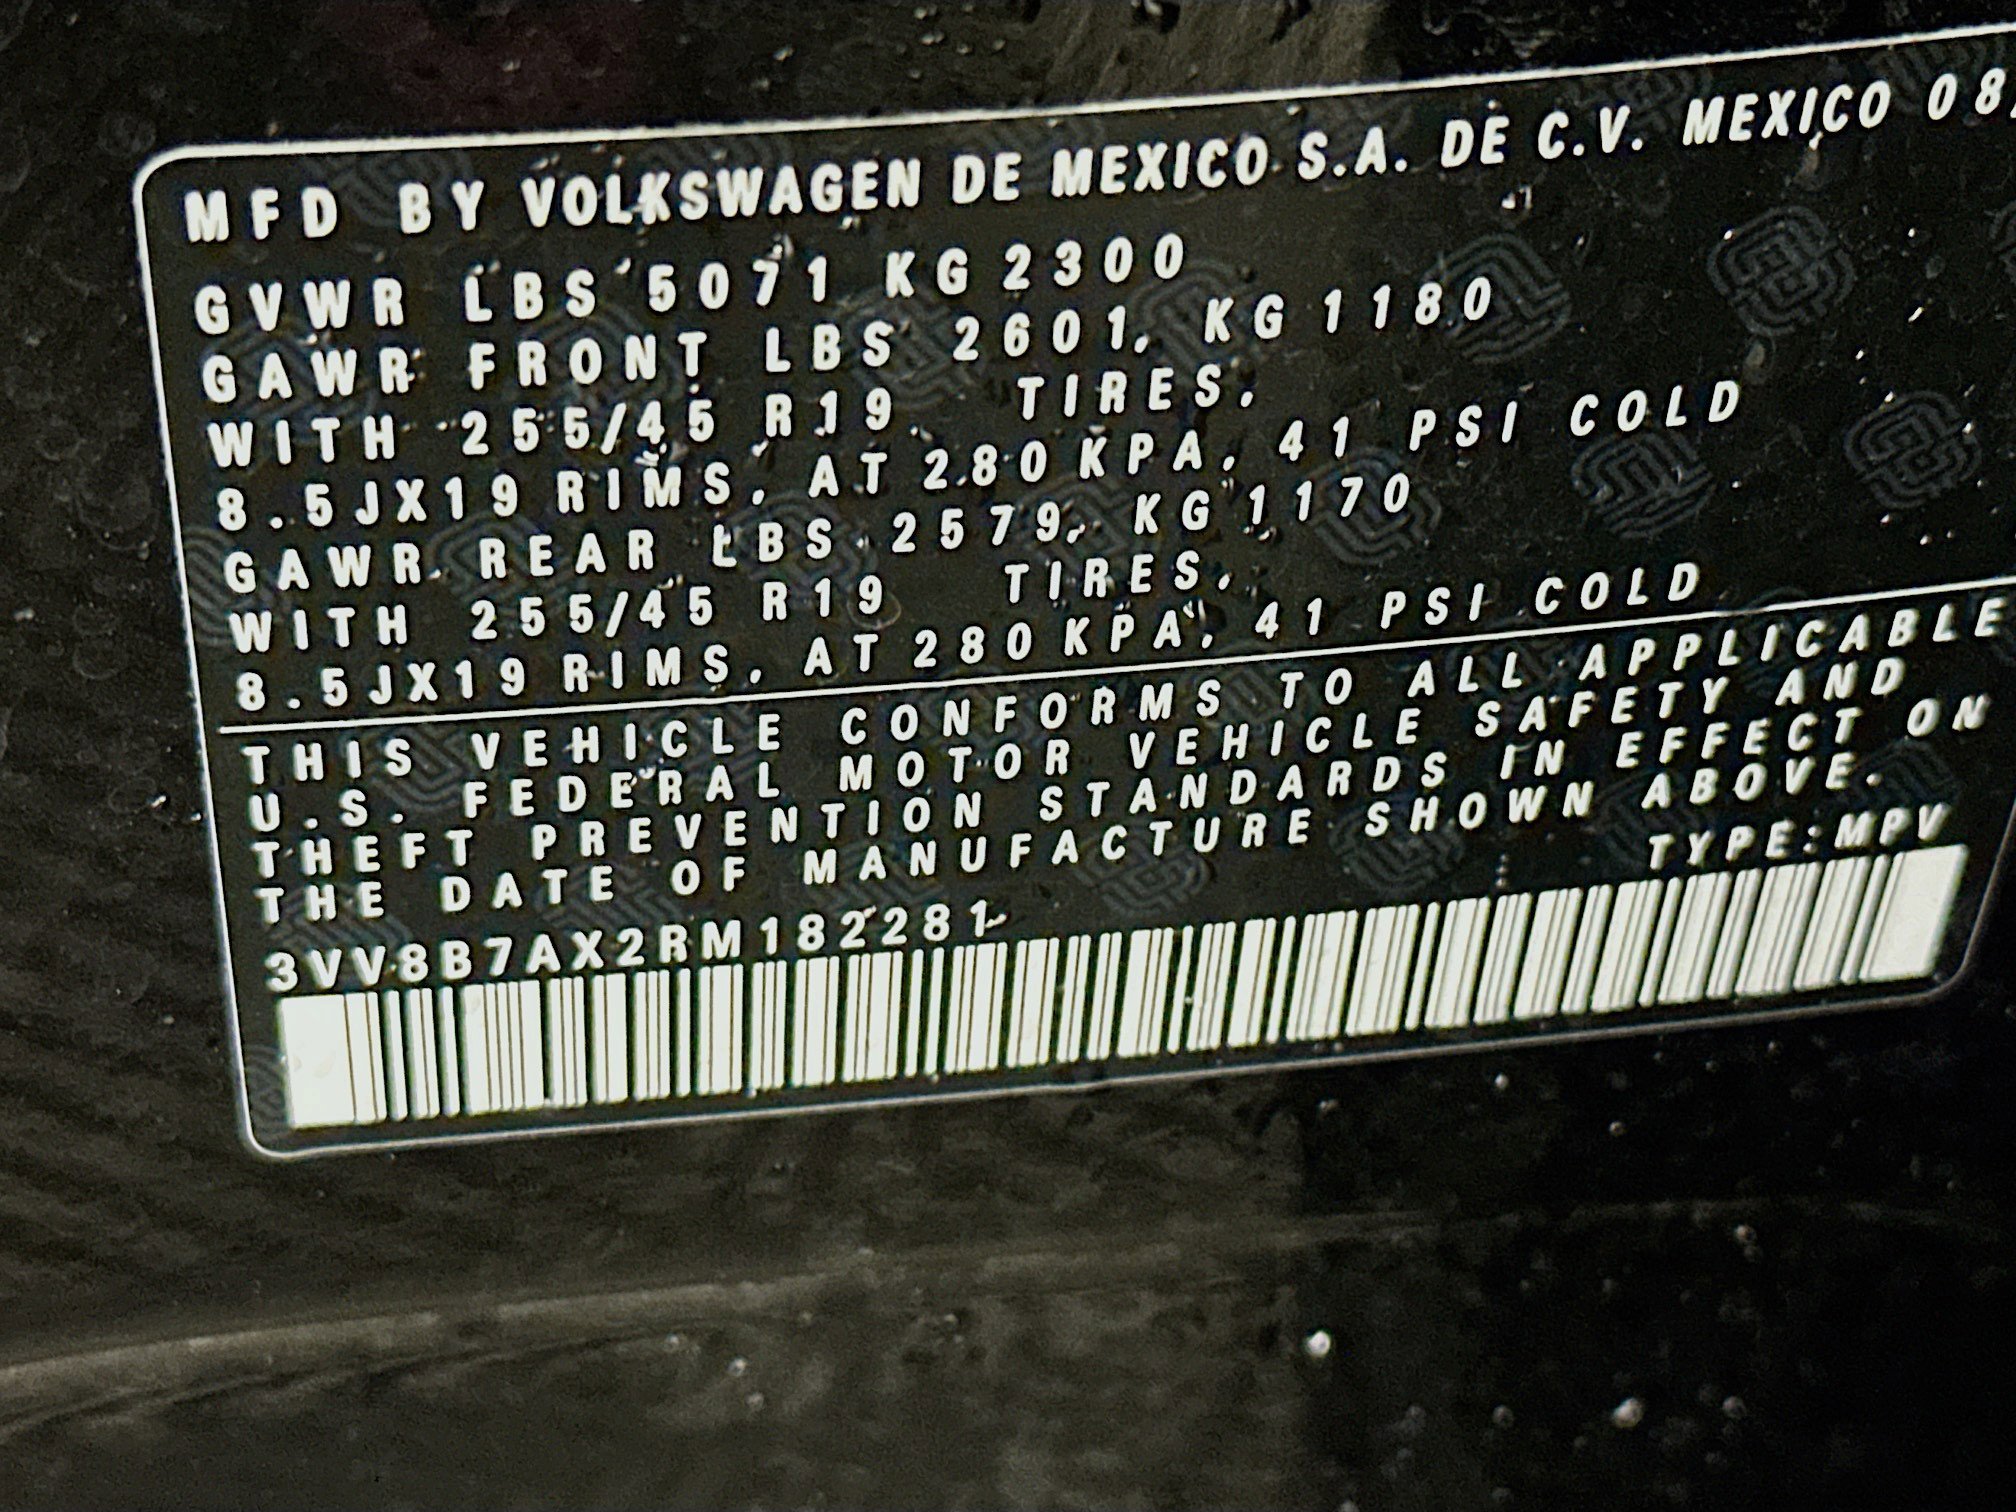 MFD BY VOLKSWAGEN DE MEXICO S.A. DE C.V. MEXICO 08
GVWR LBS 5071 KG 2300
GAWR FRONT LBS 2601, KG 1180
WITH 255/45 R19 TIRES,
8.5JX19 RIMS, AT 280 KPA, 41 PSI COLD
GAWR REAR LBS 2579, KG 1170
WITH 255/45 R19 TIRES,
8.5JX19 RIMS, AT 280 KPA, 41 PSI COLD
THIS VEHICLE CONFORMS TO ALL APPLICABLE
U.S. FEDERAL MOTOR VEHICLE SAFETY AND
THEFT PREVENTION STANDARDS IN EFFECT ON
THE DATE OF MANUFACTURE SHOWN ABOVE.
TYPE:MPV
3VV8B7AX2RM182281